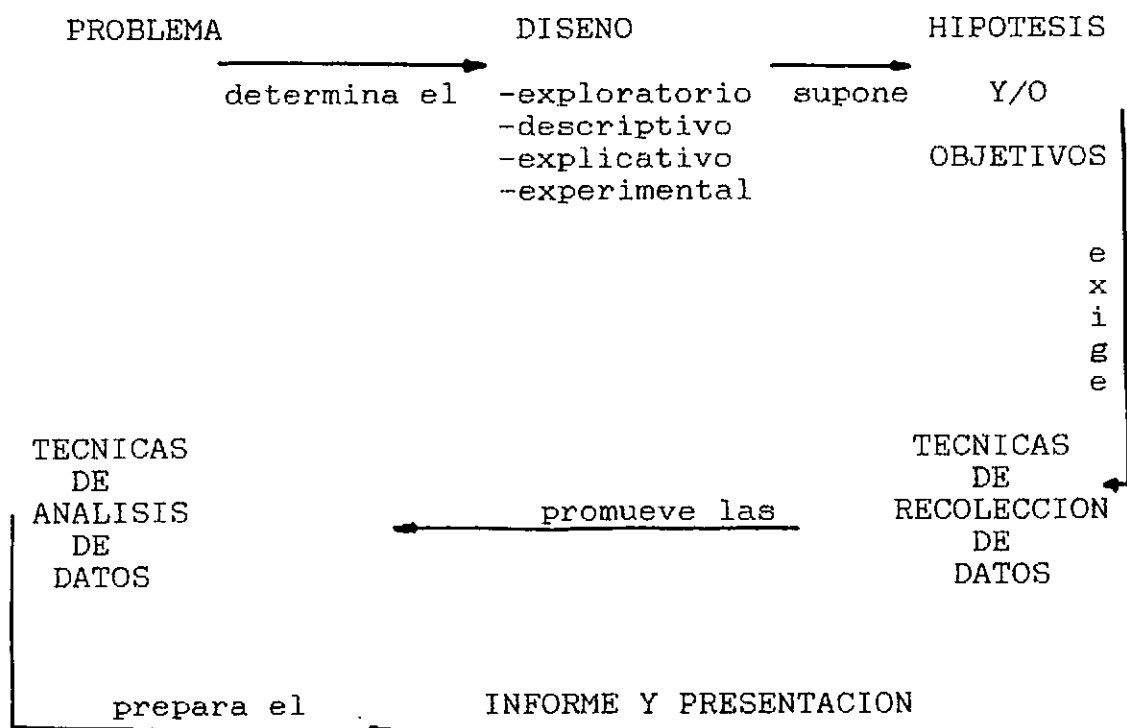 PROBLEMA DISENO HIPOTESIS
determina el -exploratorio supone Y/O
-descriptivo
-explicativo OBJETIVOS
-experimental
e
x
i
g
e
TECNICAS TECNICAS
DE DE
ANALISIS promueve las RECOLECCION
DE DE
DATOS DATOS
prepara el INFORME Y PRESENTACION